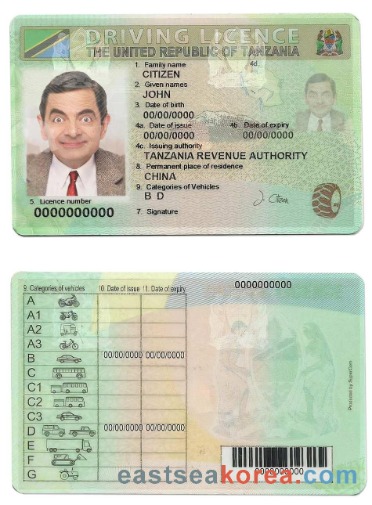 DRIVING LICENCE
THE UNITED REPUBLIC OF TANZANIA
1. Family name 4d.
CITIZEN
2. Given names
JOHN
3. Date of birth
00/00/0000
4a. Date of issue 4b. Date of expiry
00/00/0000 00/00/0000
4c. Issuing authority
TANZANIA REVENUE AUTHORITY
8. Permanent place of residence
CHINA
9. Categories of Vehicles
B D
5. Licence number
0000000000
7. Signature
J. Citizen
0000000000
9. Categories of vehicles 10. Date of issue 11. Date of expiry
A
A1
A2
A3
B 00/00/0000 00/00/0000
C
C1
C2
C3
D 00/00/0000 00/00/0000
E
F
G
0000000000
eastseakorea.com